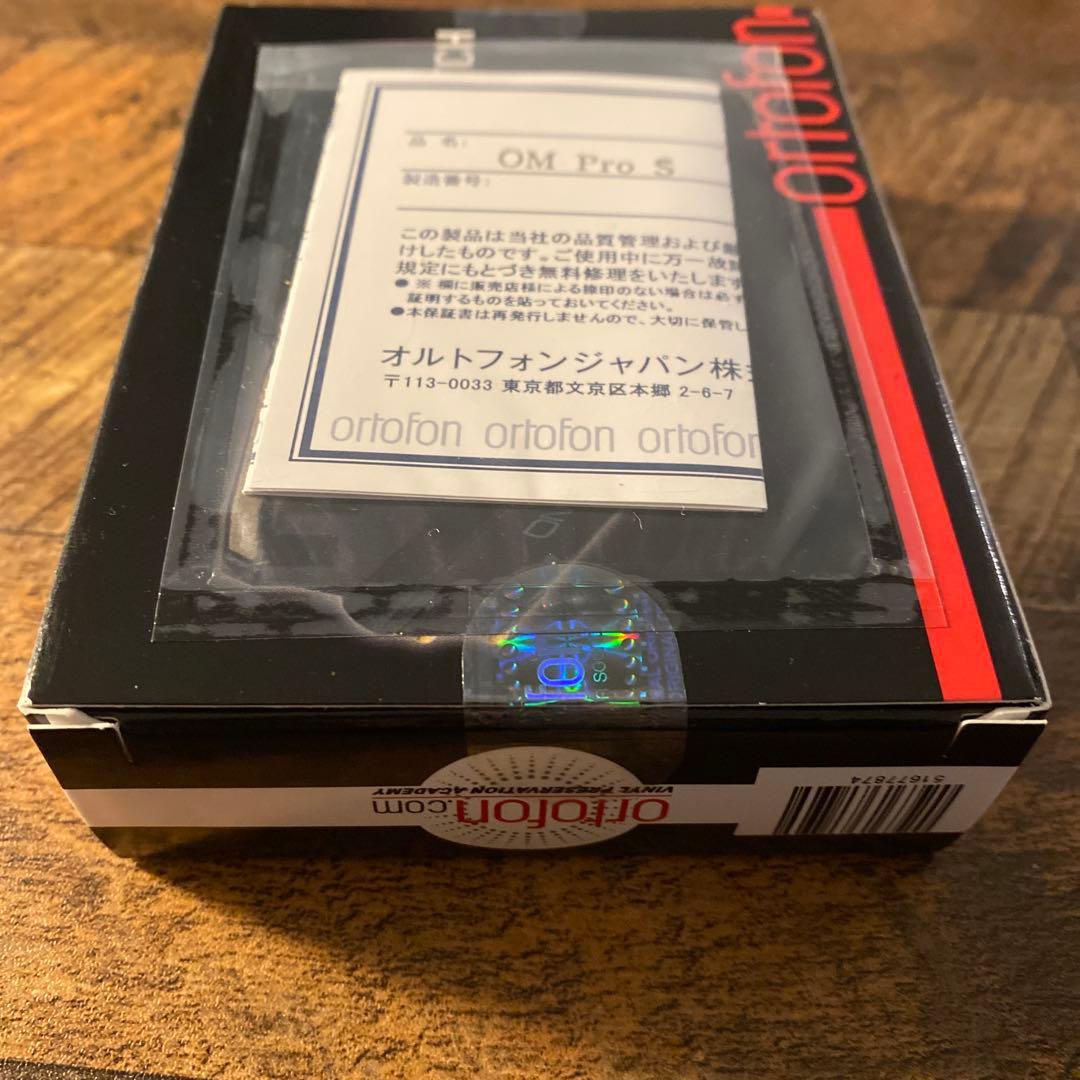 ortofon
品 名:
OM Pro S
製造番号:
この製品は当社の品質管理および
けしたものです。ご使用中に万一故
規定にもとづき無料修理をいたします
● ※ 欄に販売店様による捺印のない場合は必ず
証明するものを貼っておいてください。
●本保証書は再発行しませんので、大切に保管し
オルトフォンジャパン株
〒113-0033 東京都文京区本郷 2-6-7
ortofon ortofon ortofon
ortofon.com
VINYL PRESERVATION ACADEMY
51677874